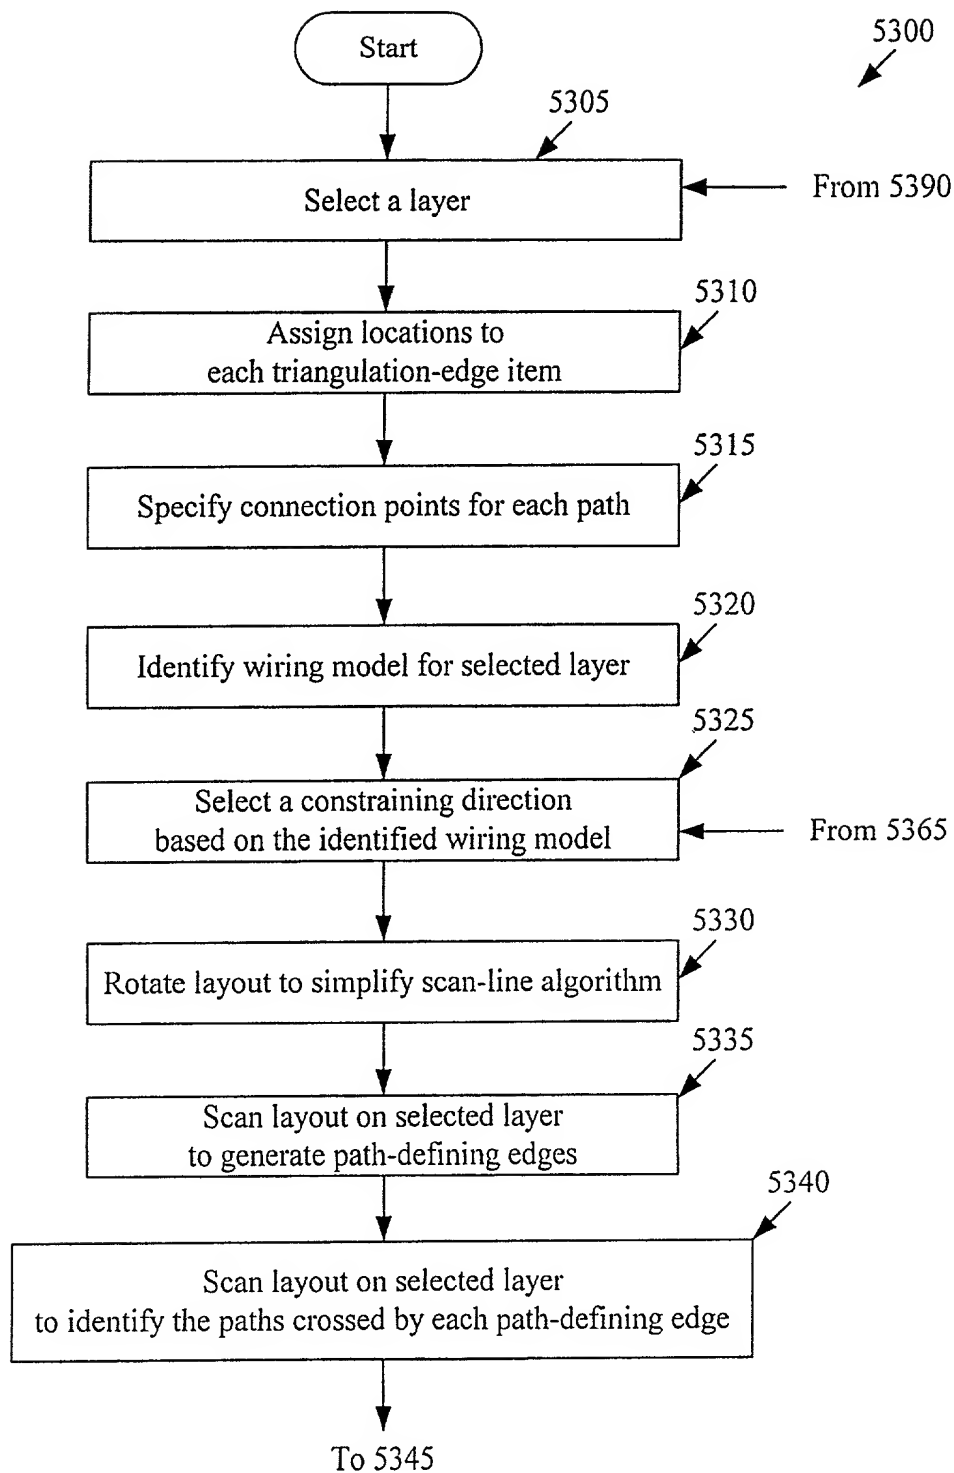 Start
5300
5305
Select a layer
From 5390
5310
Assign locations to
each triangulation-edge item
5315
Specify connection points for each path
5320
Identify wiring model for selected layer
5325
Select a constraining direction
based on the identified wiring model
From 5365
5330
Rotate layout to simplify scan-line algorithm
5335
Scan layout on selected layer
to generate path-defining edges
5340
Scan layout on selected layer
to identify the paths crossed by each path-defining edge
To 5345